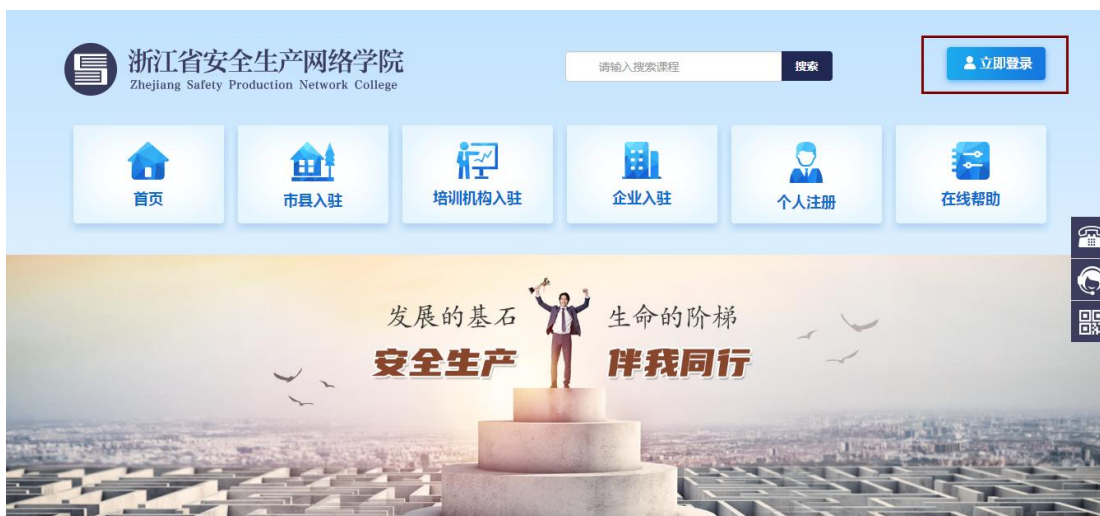 浙江省安全生产网络学院
Zhejiang Safety Production Network College
请输入搜索课程
搜索
立即登录
首页
市县入驻
培训机构入驻
企业入驻
个人注册
在线帮助
发展的基石
生命的阶梯
安全生产
伴我同行